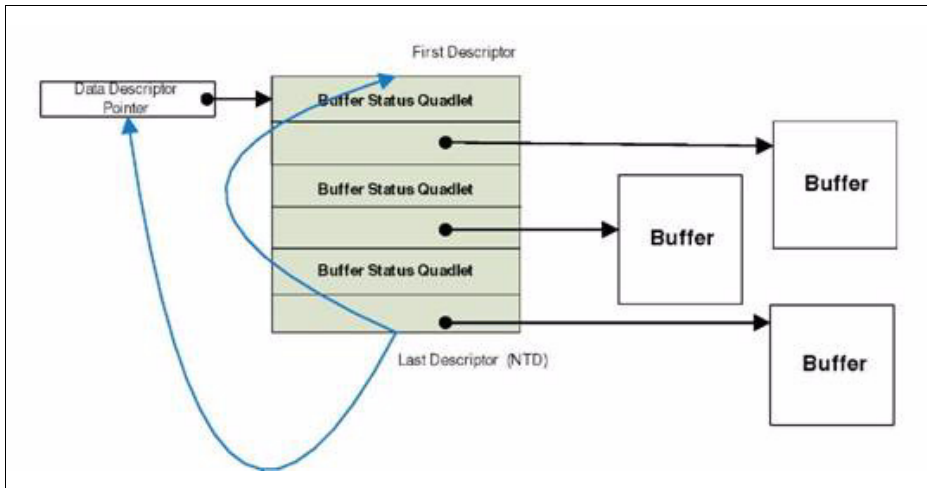 First Descriptor
Data Descriptor
Pointer
Buffer Status Quadlet
Buffer Status Quadlet
Buffer Status Quadlet
Buffer
Buffer
Buffer
Last Descriptor (NTD)